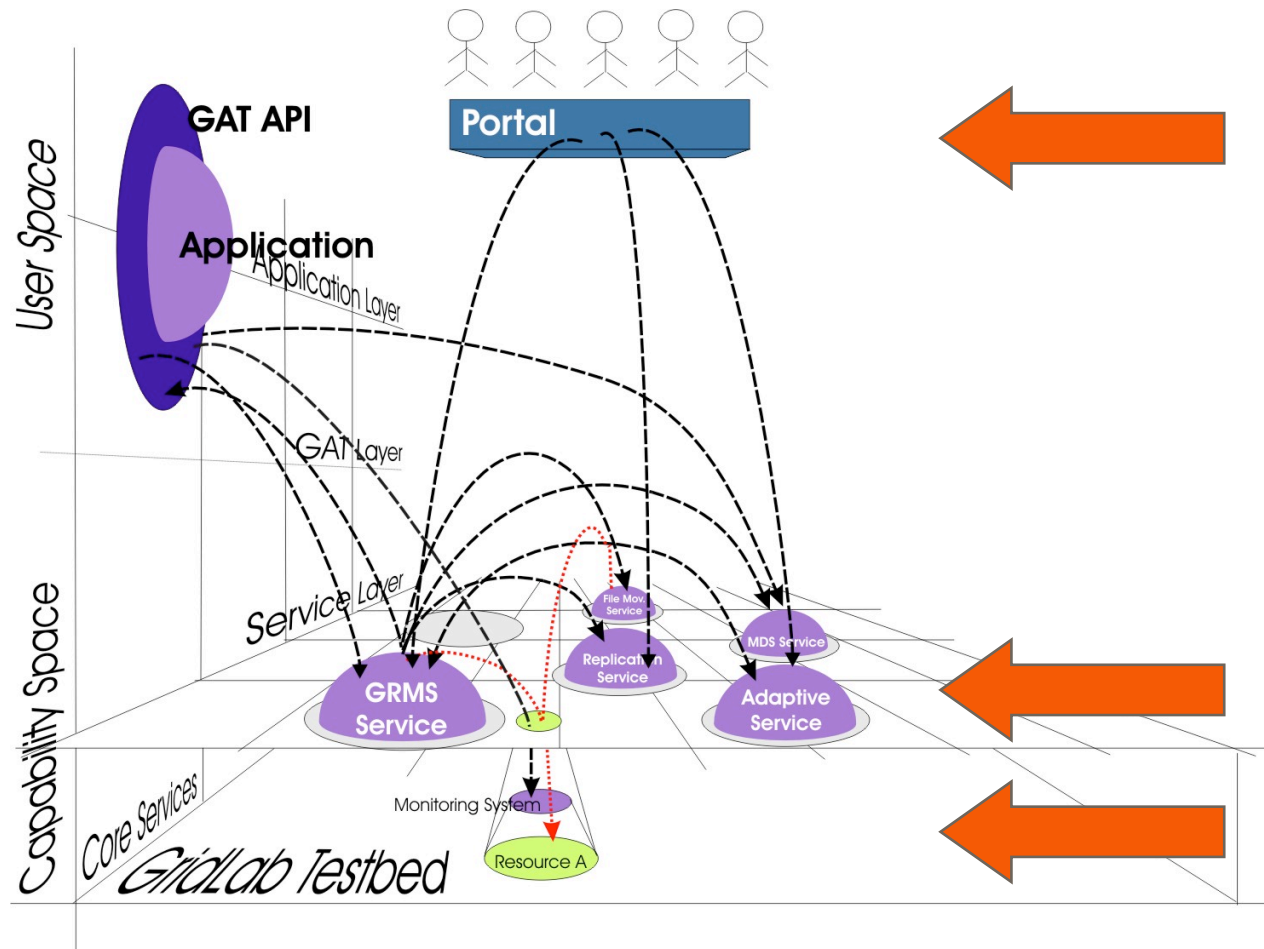 GAT API
Portal
User Space
Application
Application Layer
GAT Layer
Service Layer
File Mov.
Service
MDS Service
Replication
Service
GRMS
Service
Adaptive
Service
Capability Space
Core Services
Monitoring System
Resource A
GridLab Testbed